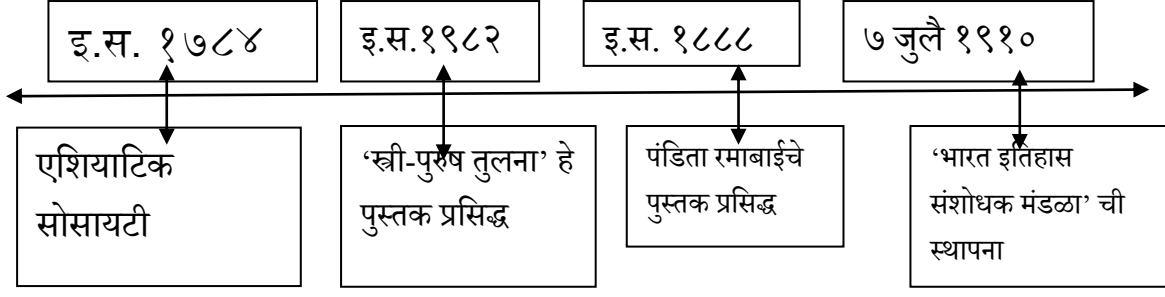 इ.स. १७८४
इ.स.१९८२
इ.स. १८८८
७ जुलै १९१०
एशियाटिक
सोसायटी
‘स्त्री-पुरुष तुलना’ हे
पुस्तक प्रसिद्ध
पंडिता रमाबाईचे
पुस्तक प्रसिद्ध
‘भारत इतिहास
संशोधक मंडळा’ ची
स्थापना